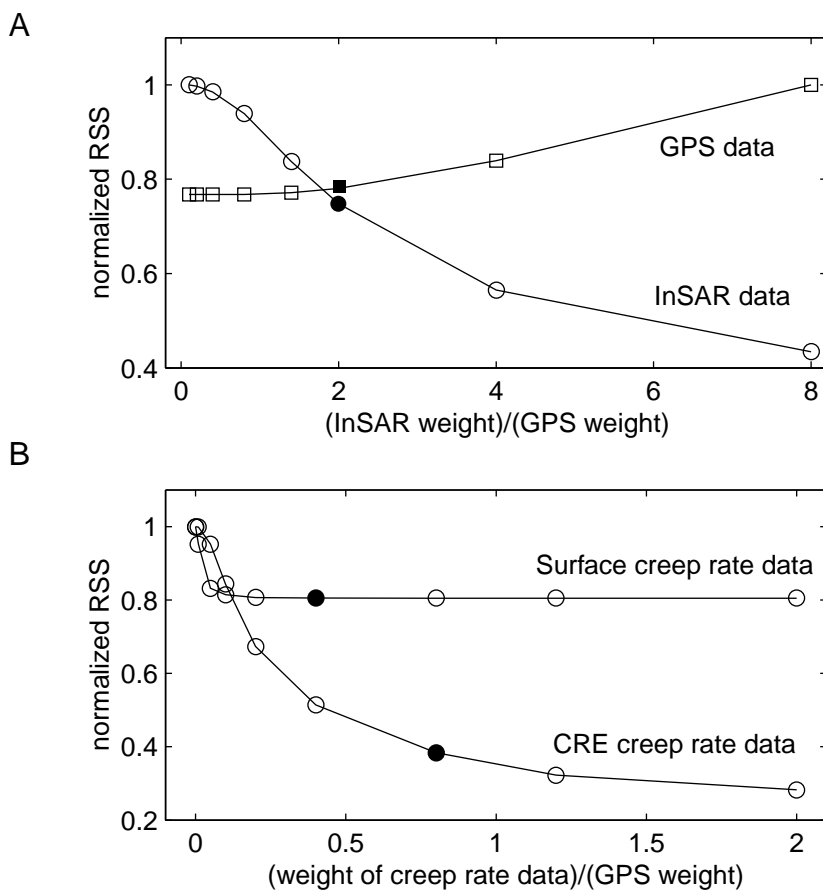 A
normalized RSS
1
0.8
0.6
0.4
GPS data
InSAR data
0 2 4 6 8
(InSAR weight)/(GPS weight)
B
normalized RSS
1
0.8
0.6
0.4
0.2
Surface creep rate data
CRE creep rate data
0 0.5 1 1.5 2
(weight of creep rate data)/(GPS weight)